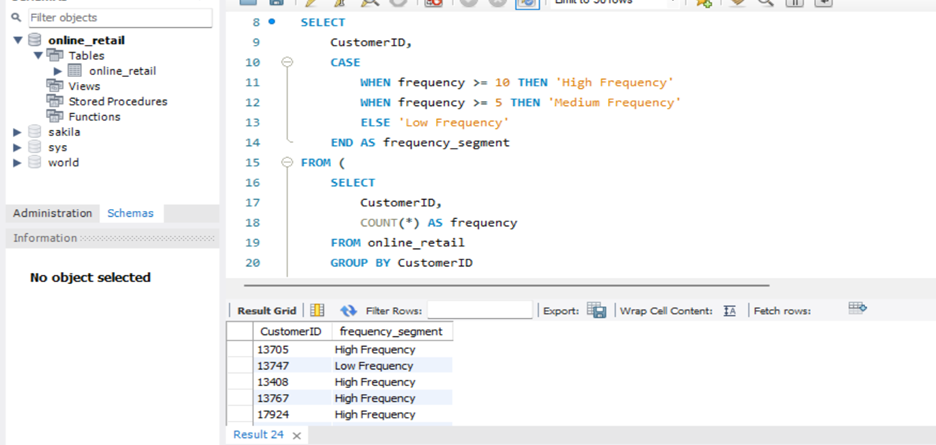 Filter objects
online_retail
Tables
online_retail
Views
Stored Procedures
Functions
sakila
sys
world
Administration Schemas
Information
No object selected
8 SELECT
9 CustomerID,
10 CASE
11 WHEN frequency >= 10 THEN 'High Frequency'
12 WHEN frequency >= 5 THEN 'Medium Frequency'
13 ELSE 'Low Frequency'
14 END AS frequency_segment
15 FROM (
16 SELECT
17 CustomerID,
18 COUNT(*) AS frequency
19 FROM online_retail
20 GROUP BY CustomerID
Result Grid Filter Rows: Export: Wrap Cell Content: Fetch rows:
CustomerID frequency_segment
13705 High Frequency
13747 Low Frequency
13408 High Frequency
13767 High Frequency
17924 High Frequency
Result 24